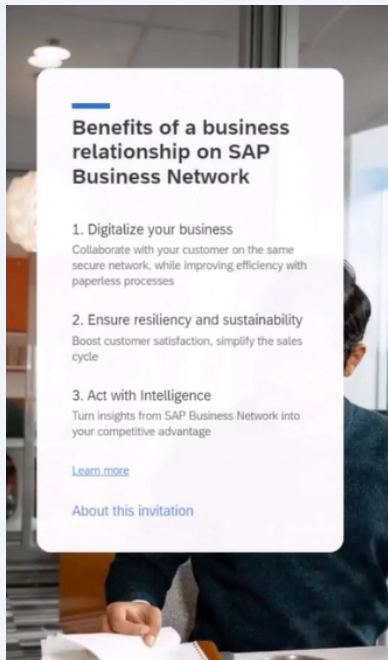 Benefits of a business
relationship on SAP
Business Network
1. Digitalize your business
Collaborate with your customer on the same
secure network, while improving efficiency with
paperless processes
2. Ensure resiliency and sustainability
Boost customer satisfaction, simplify the sales
cycle
3. Act with Intelligence
Turn insights from SAP Business Network into
your competitive advantage
Learn more
About this invitation